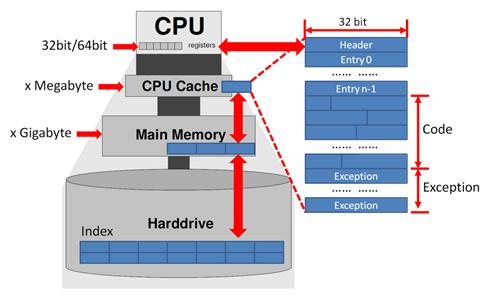 CPU
32bit/64bit
registers
x Megabyte
CPU Cache
x Gigabyte
Main Memory
Harddrive
Index
32 bit
Header
Entry 0
...... ......
Entry n-1
...... ......
Exception
...... ......
Exception
Code
Exception